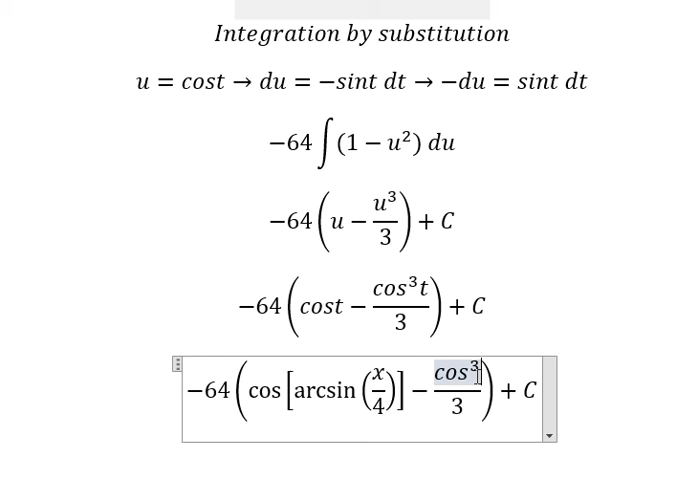 Integration by substitution
u = cost → du = −sint dt → −du = sint dt
−64 ∫ (1 − u²) du
−64 (u − u³/3) + C
−64 (cost − cos³t/3) + C
−64 (cos [arcsin (x/4)] − cos³/3) + C